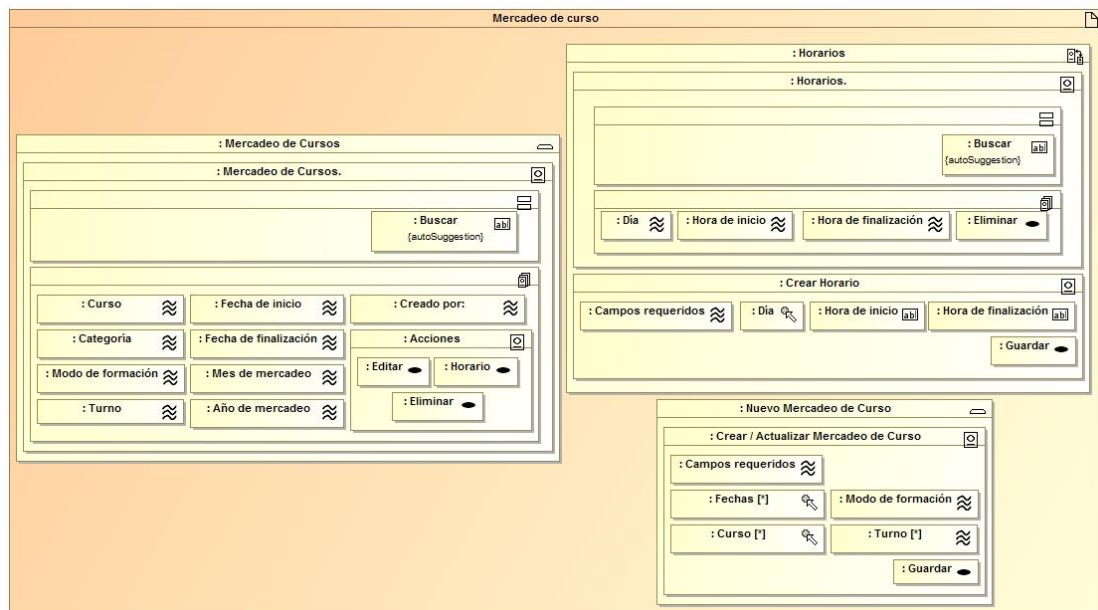 Mercadeo de curso
: Mercadeo de Cursos
: Mercadeo de Cursos.
: Buscar
{autoSuggestion}
ab|
: Curso
: Fecha de inicio
: Creado por:
: Categoría
: Fecha de finalización
: Acciones
: Modo de formación
: Mes de mercadeo
: Editar
: Horario
: Turno
: Año de mercadeo
: Eliminar
: Horarios
: Horarios.
: Buscar
{autoSuggestion}
ab|
: Día
: Hora de inicio
: Hora de finalización
: Eliminar
: Crear Horario
: Campos requeridos
: Día
: Hora de inicio
ab|
: Hora de finalización
ab|
: Guardar
: Nuevo Mercadeo de Curso
: Crear / Actualizar Mercadeo de Curso
: Campos requeridos
: Fechas [*]
: Modo de formación
: Curso [*]
: Turno [*]
: Guardar